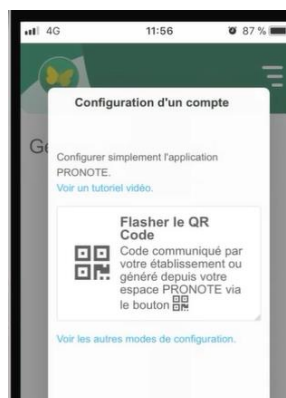 4G 11:56 87 %
Configuration d'un compte
Gé
Configurer simplement l'application
PRONOTE.
Voir un tutoriel vidéo.
Flasher le QR
Code
Code communiqué par
votre établissement ou
généré depuis votre
espace PRONOTE via
le bouton
Voir les autres modes de configuration.